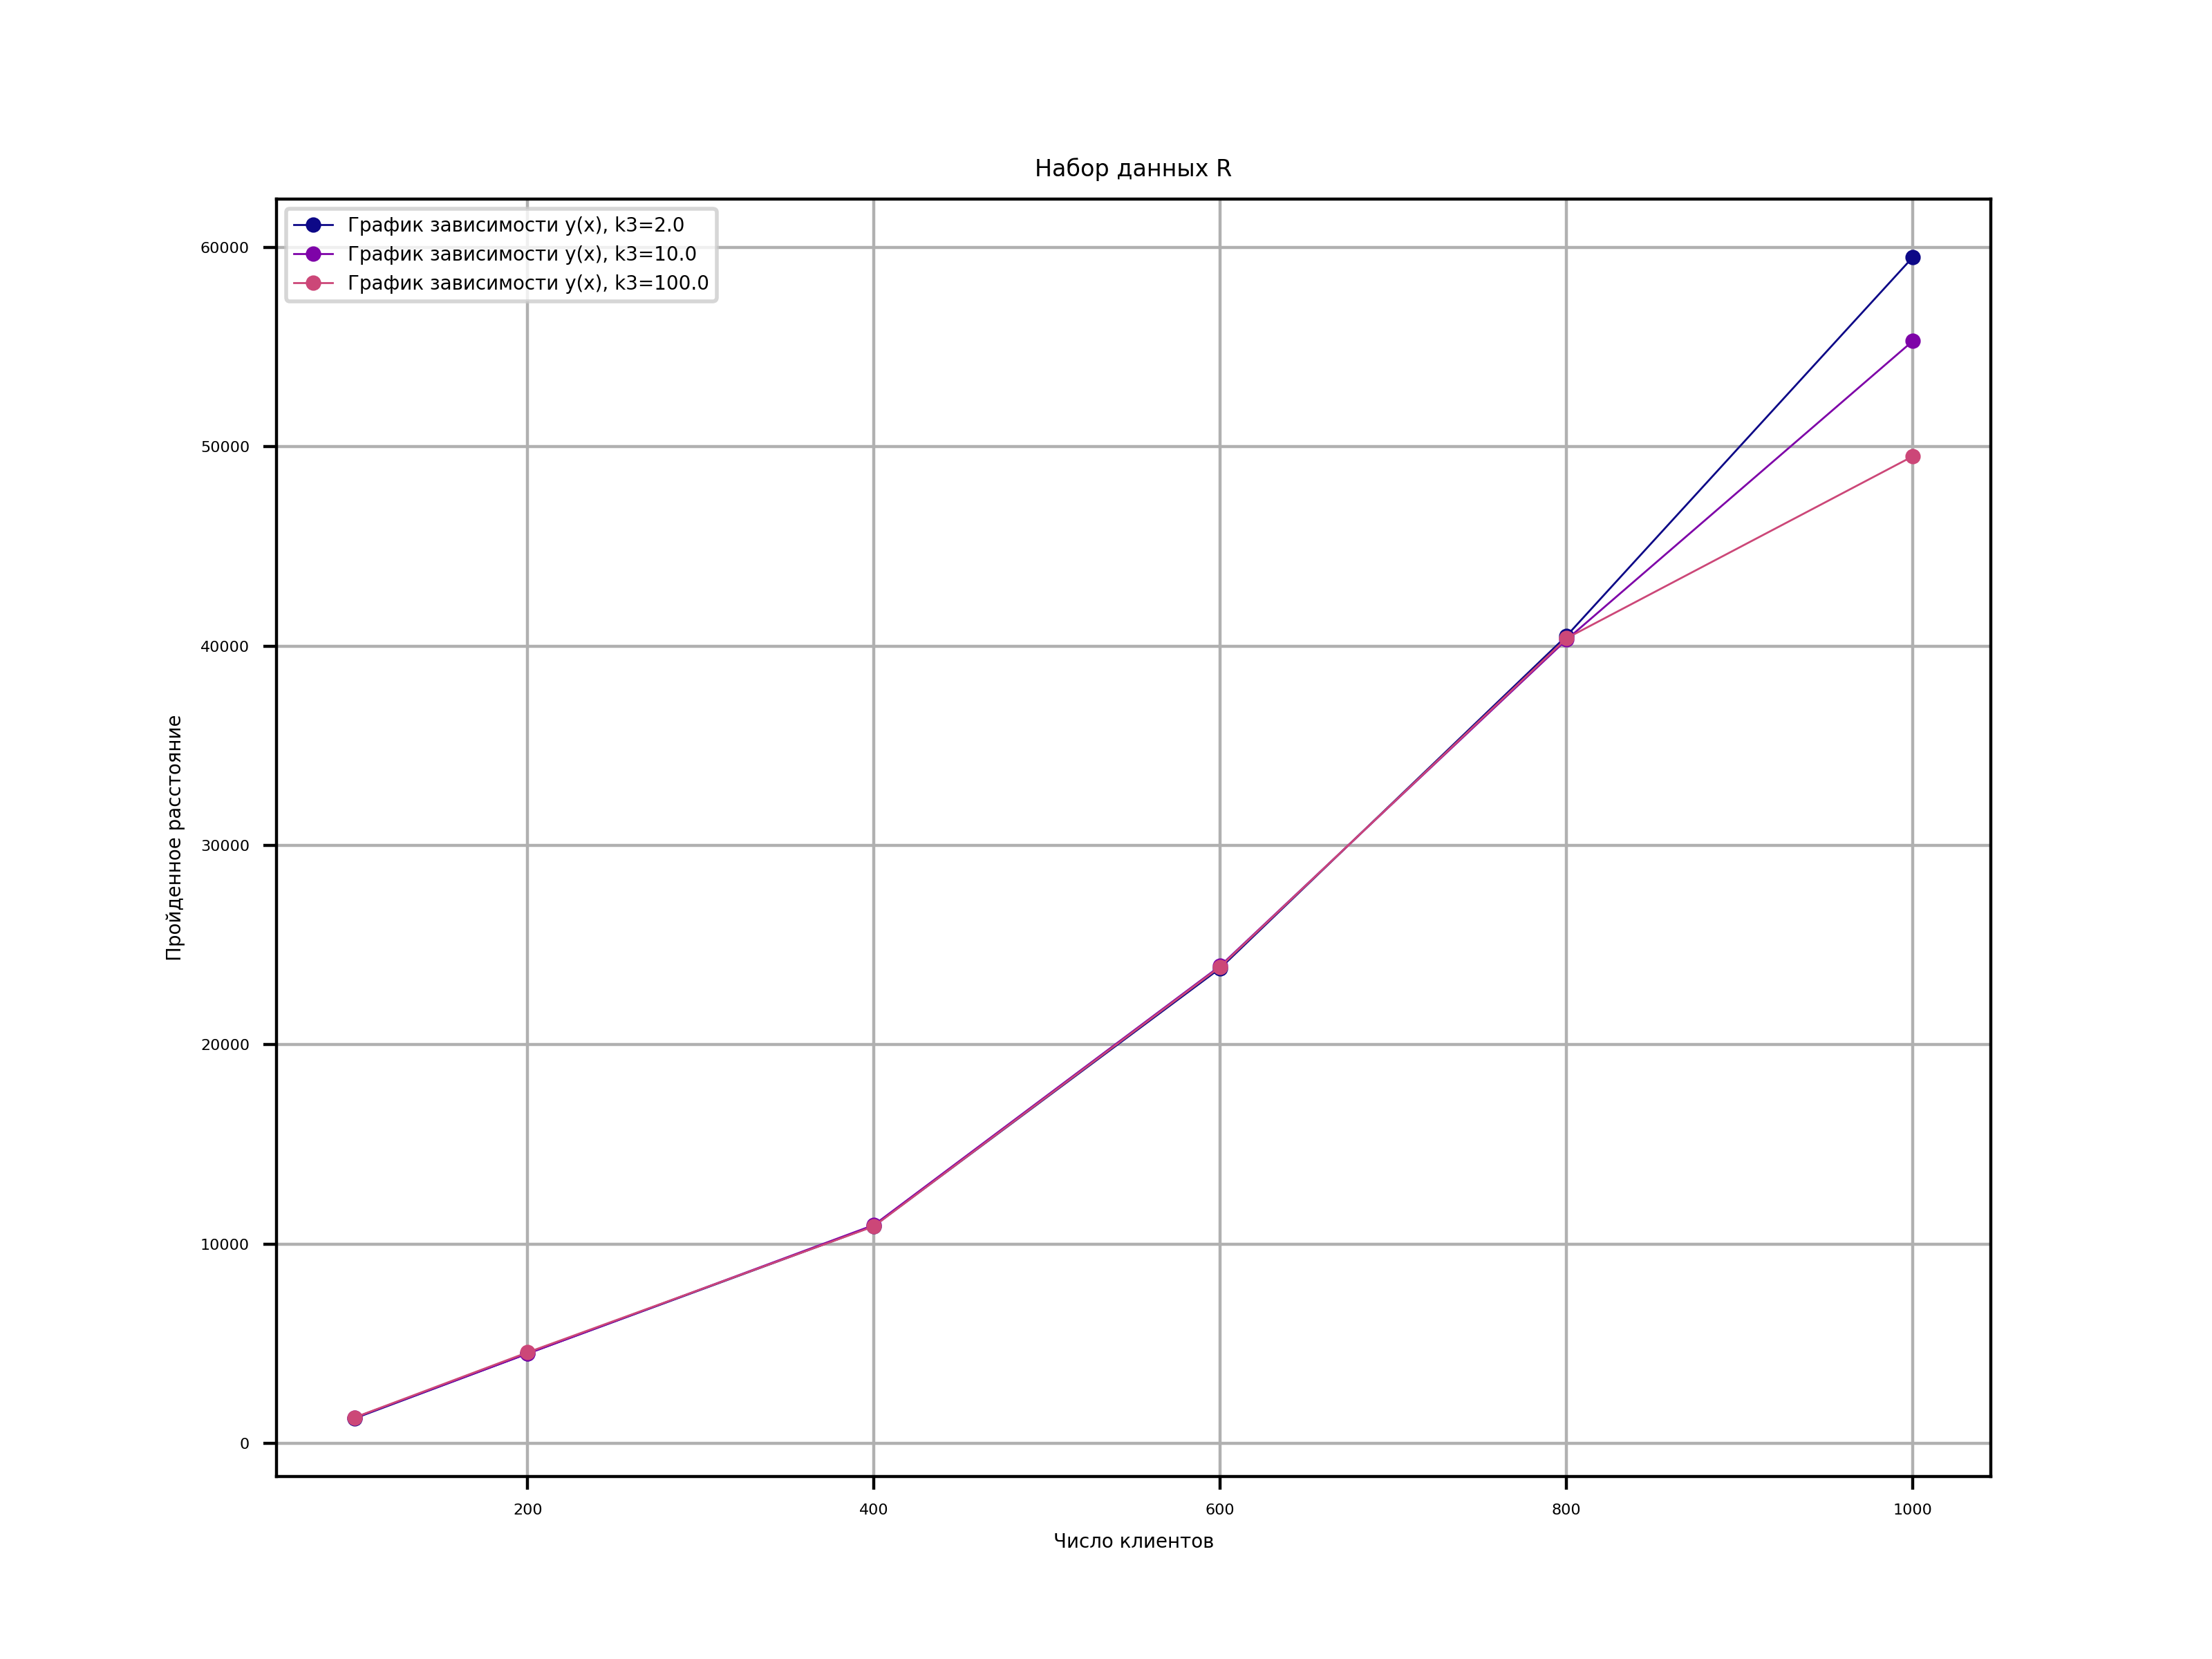 Набор данных R
График зависимости y(x), k3=2.0
График зависимости y(x), k3=10.0
График зависимости y(x), k3=100.0
60000
50000
40000
30000
20000
10000
0
Пройденное расстояние
200 400 600 800 1000
Число клиентов